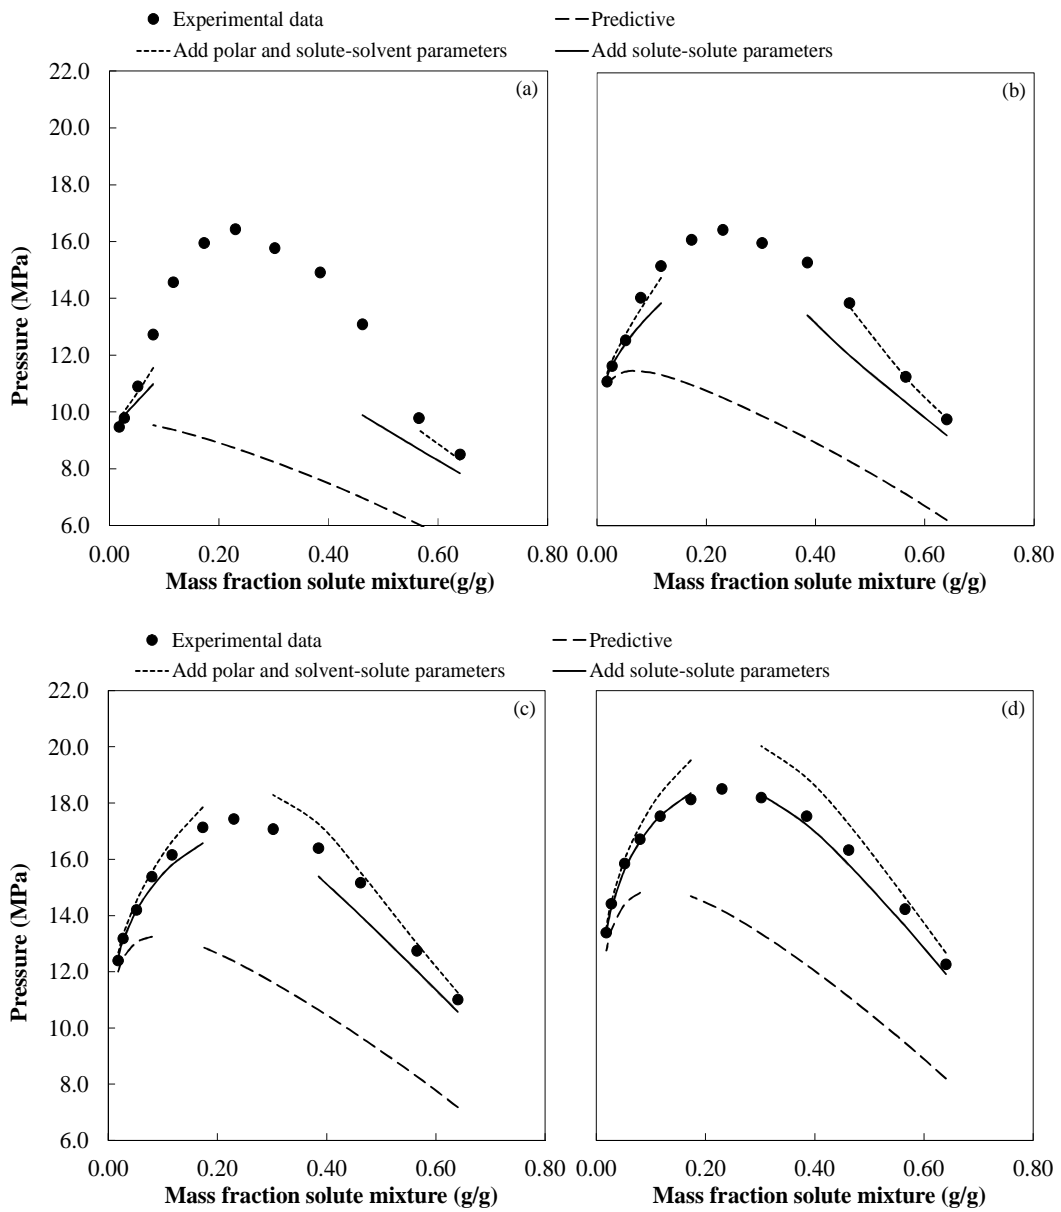 Experimental data
Predictive
Add polar and solute-solvent parameters
Add solute-solute parameters
22.0
20.0
18.0
16.0
14.0
12.0
10.0
8.0
6.0
Pressure (MPa)
(a)
0.00 0.20 0.40 0.60 0.80
Mass fraction solute mixture(g/g)
(b)
0.00 0.20 0.40 0.60 0.80
Mass fraction solute mixture (g/g)
Experimental data
Predictive
Add polar and solvent-solute parameters
Add solute-solute parameters
22.0
20.0
18.0
16.0
14.0
12.0
10.0
8.0
6.0
Pressure (MPa)
(c)
0.00 0.20 0.40 0.60 0.80
Mass fraction solute mixture (g/g)
(d)
0.00 0.20 0.40 0.60 0.80
Mass fraction solute mixture (g/g)